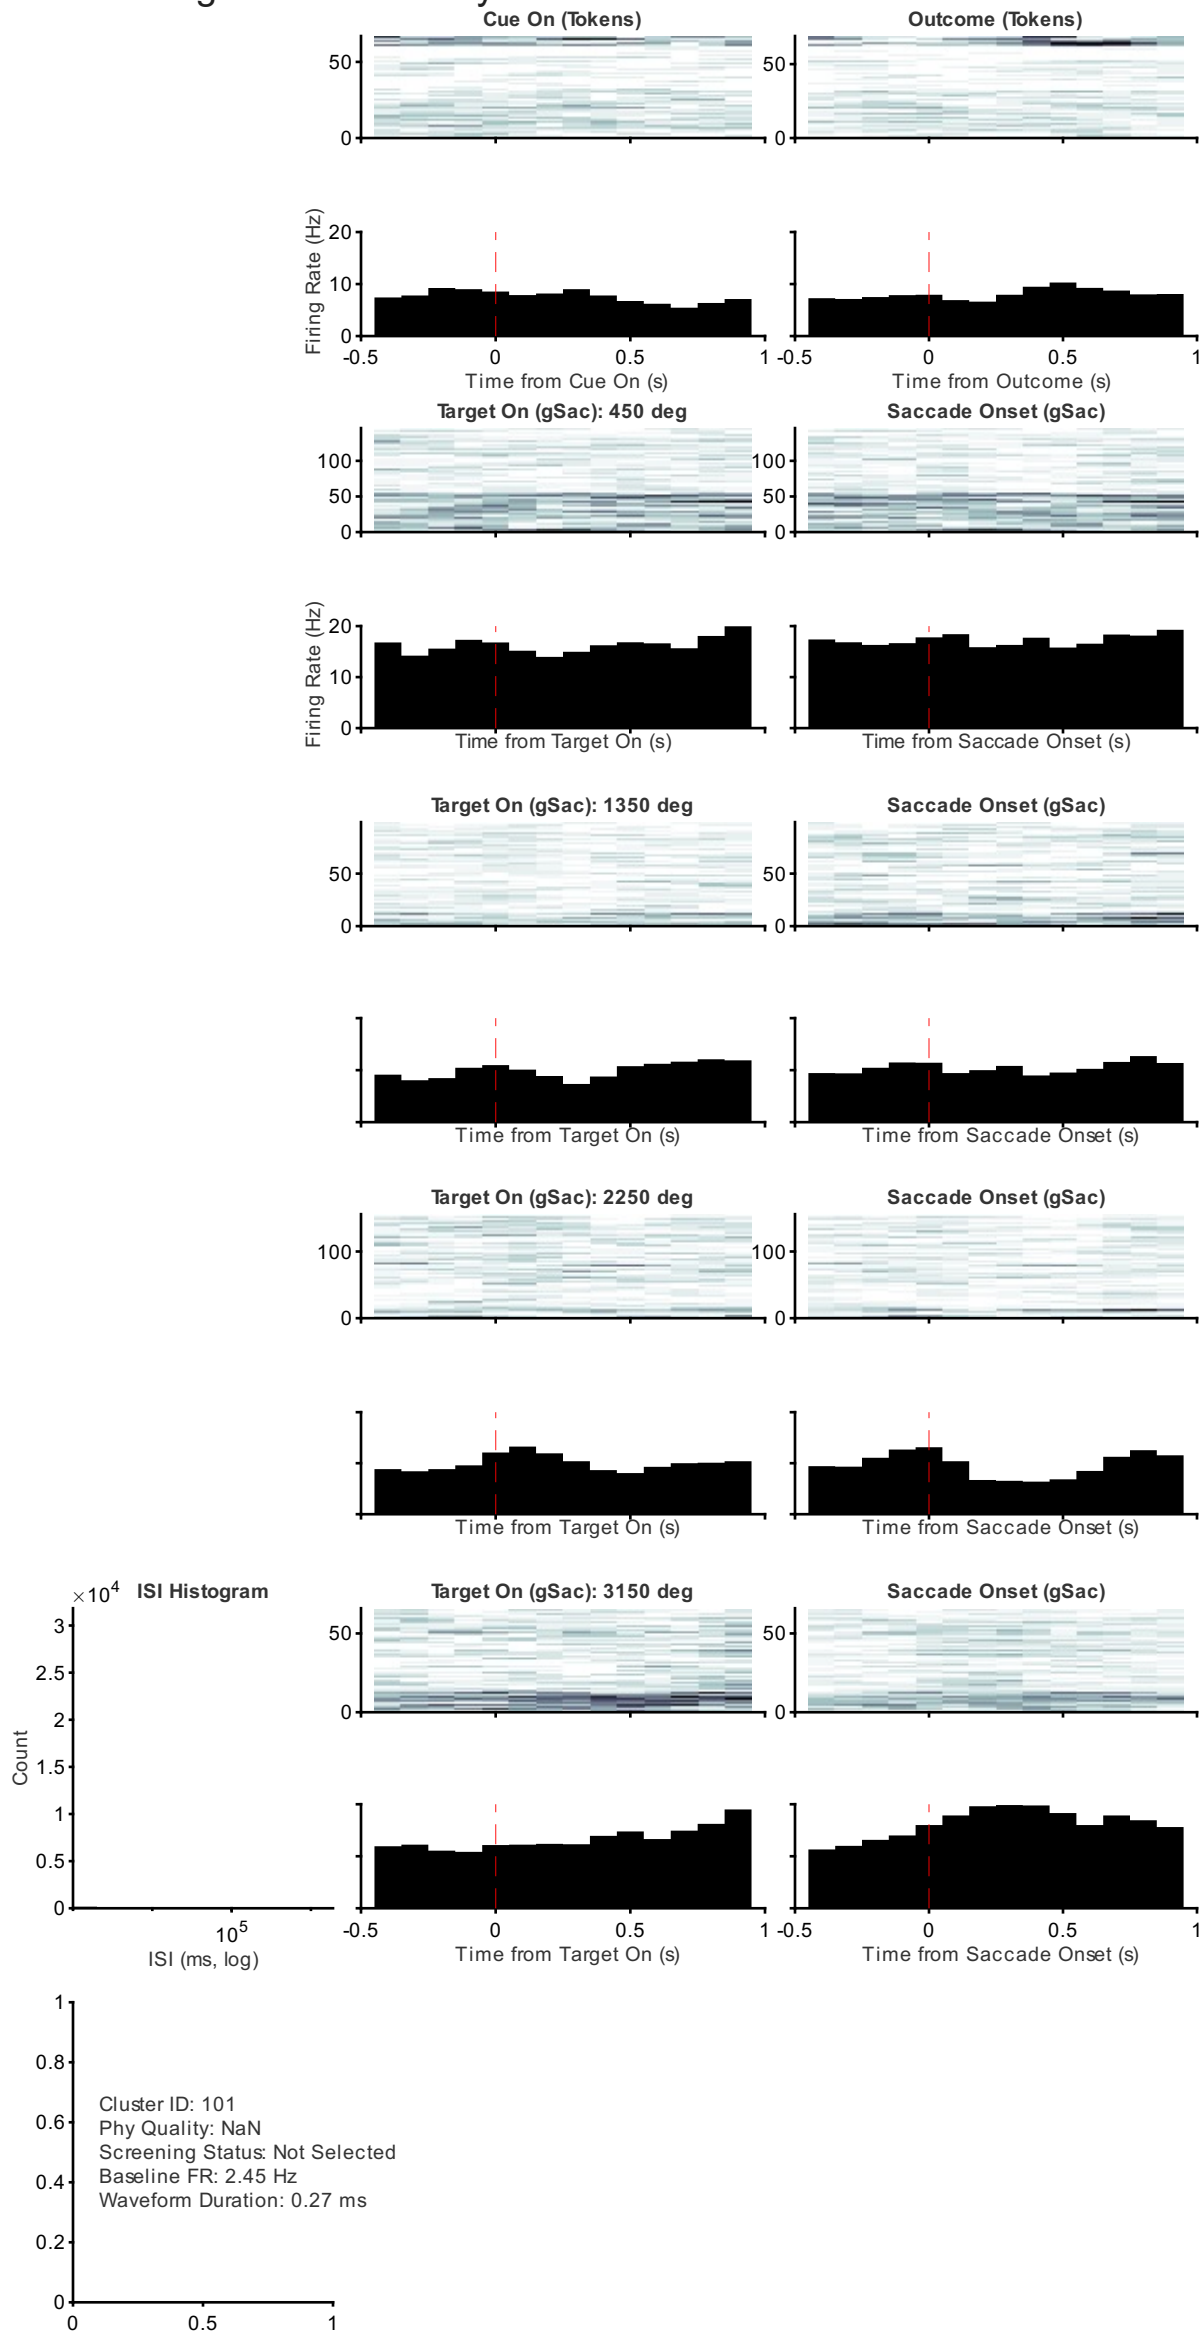 Cue On (Tokens)
Outcome (Tokens)
50
0
50
0
Firing Rate (Hz)
20
10
0
-0.5 0 0.5 1
-0.5 0 0.5 1
Time from Cue On (s)
Time from Outcome (s)
Target On (gSac): 450 deg
Saccade Onset (gSac)
100
50
0
100
50
0
Firing Rate (Hz)
20
10
0
Time from Target On (s)
Time from Saccade Onset (s)
Target On (gSac): 1350 deg
Saccade Onset (gSac)
50
0
50
0
Time from Target On (s)
Time from Saccade Onset (s)
Target On (gSac): 2250 deg
Saccade Onset (gSac)
100
0
100
0
Time from Target On (s)
Time from Saccade Onset (s)
×10^4
ISI Histogram
Target On (gSac): 3150 deg
Saccade Onset (gSac)
3
2.5
2
1.5
1
0.5
0
Count
10^5
ISI (ms, log)
50
0
50
0
-0.5 0 0.5 1
-0.5 0 0.5 1
Time from Target On (s)
Time from Saccade Onset (s)
1
0.8
0.6
0.4
0.2
0
Cluster ID: 101
Phy Quality: NaN
Screening Status: Not Selected
Baseline FR: 2.45 Hz
Waveform Duration: 0.27 ms
0 0.5 1